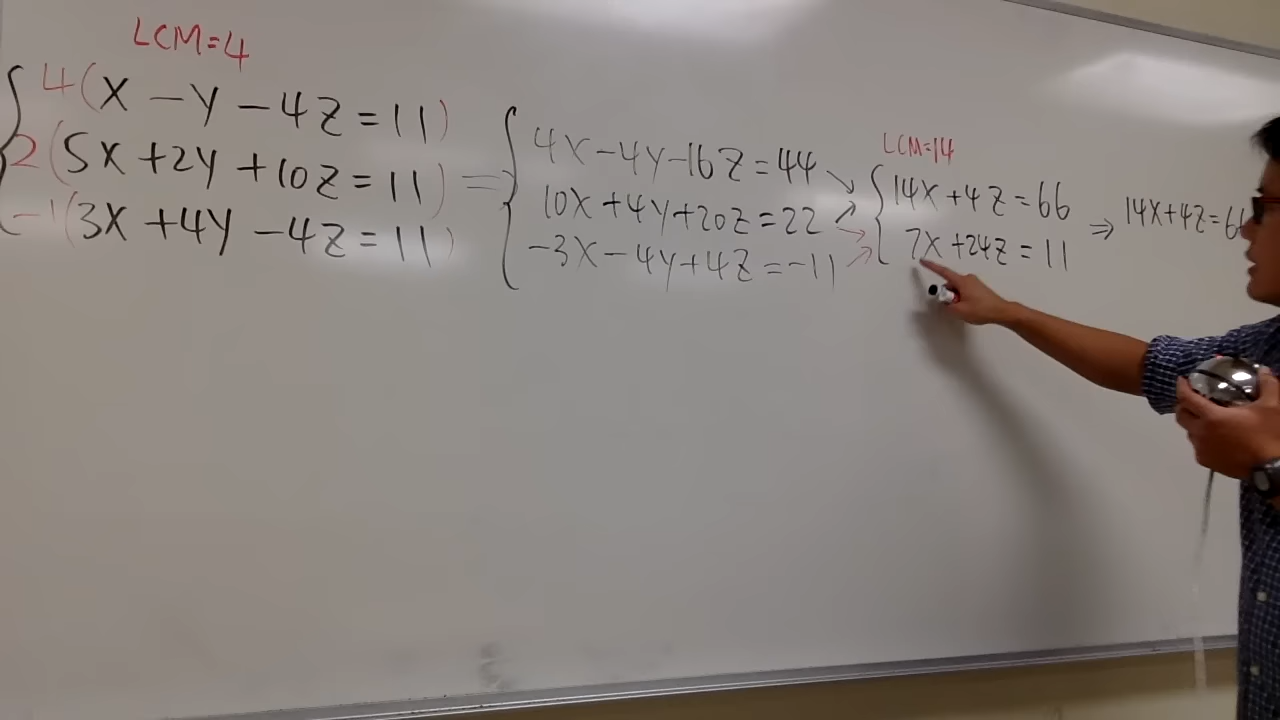 LCM=4
4(X - Y - 4Z = 11)
2(5X + 2Y + 10Z = 11)
-1(3X + 4Y - 4Z = 11)
=
4X - 4Y - 16Z = 44
10X + 4Y + 20Z = 22
-3X - 4Y + 4Z = -11
LCM=14
14X + 4Z = 66
7X + 24Z = 11
⇒ 14X + 4Z = 66